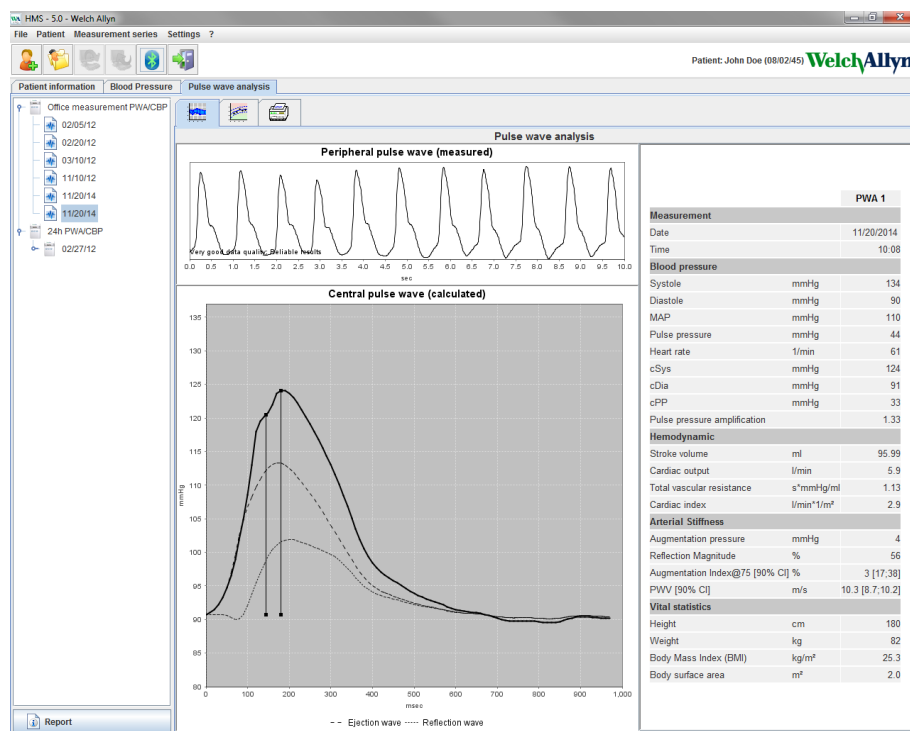 HMS - 5.0 - Welch Allyn
File Patient Measurement series Settings ?
Patient: John Doe (08/02/45) WelchAllyn
Patient information Blood Pressure Pulse wave analysis
Office measurement PWA/CBP
02/05/12
02/20/12
03/10/12
11/10/12
11/20/14
11/20/14
24h PWA/CBP
02/27/12
Report
Pulse wave analysis
Peripheral pulse wave (measured)
Very good data quality; Reliable results
0.0 0.5 1.0 1.5 2.0 2.5 3.0 3.5 4.0 4.5 5.0 5.5 6.0 6.5 7.0 7.5 8.0 8.5 9.0 9.5 10.0
sec
Central pulse wave (calculated)
135
130
125
120
115
110
105
100
95
90
85
80
mmHg
0 100 200 300 400 500 600 700 800 900 1,000
msec
Ejection wave Reflection wave
PWA 1
Measurement
Date 11/20/2014
Time 10:08
Blood pressure
Systole mmHg 134
Diastole mmHg 90
MAP mmHg 110
Pulse pressure mmHg 44
Heart rate 1/min 61
cSys mmHg 124
cDia mmHg 91
cPP mmHg 33
Pulse pressure amplification 1.33
Hemodynamic
Stroke volume ml 95.99
Cardiac output l/min 5.9
Total vascular resistance s*mmHg/ml 1.13
Cardiac index l/min*1/m² 2.9
Arterial Stiffness
Augmentation pressure mmHg 4
Reflection Magnitude % 56
Augmentation Index@75 [90% CI] % 3 [17;38]
PWV [90% CI] m/s 10.3 [8.7;10.2]
Vital statistics
Height cm 180
Weight kg 82
Body Mass Index (BMI) kg/m² 25.3
Body surface area m² 2.0